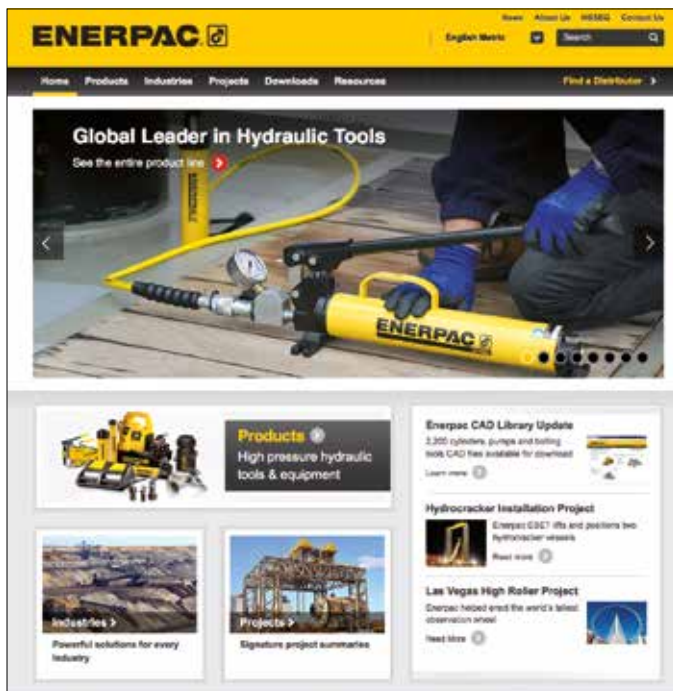 News About Us HSSEQ Contact Us
ENERPAC
English Metric
Search
Home Products Industries Projects Downloads Resources
Find a Distributor
Global Leader in Hydraulic Tools
See the entire product line
ENERPAC
ENERPAC
Products
High pressure hydraulic
tools & equipment
Industries
Powerful solutions for every
industry
Projects
Signature project summaries
Enerpac CAD Library Update
2,200 cylinders, pumps and bolting
tools CAD files available for download
Learn more
Hydrocracker Installation Project
Enerpac lifts and positions two
hydrocracker vessels
Read more
Las Vegas High Roller Project
Enerpac helped erect the world's tallest
observation wheel
Read More